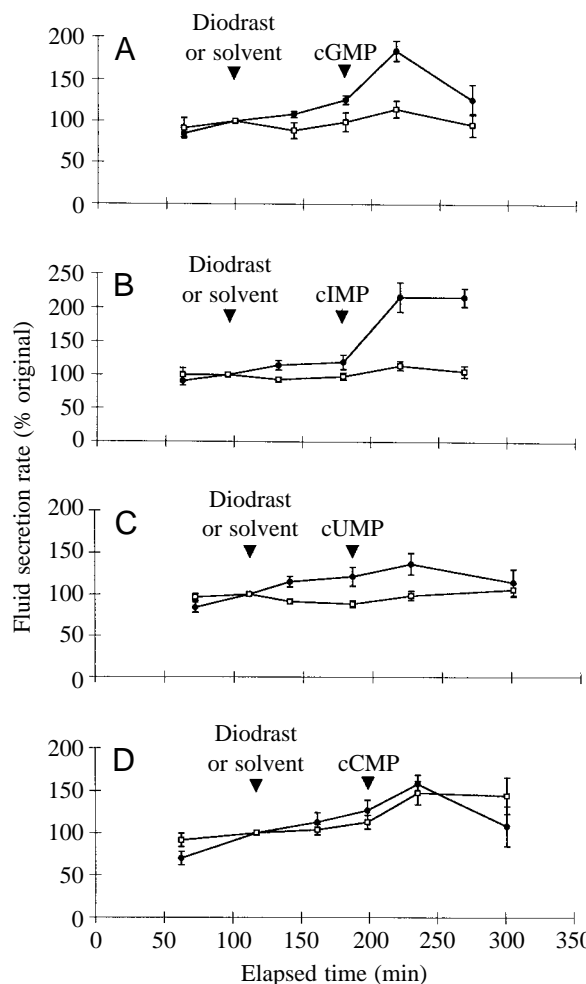 Fluid secretion rate (% original)
A
Diodrast
or solvent
cGMP
200
150
100
50
0
B
Diodrast
or solvent
cIMP
250
200
150
100
50
0
C
Diodrast
or solvent
cUMP
200
150
100
50
0
D
Diodrast
or solvent
cCMP
200
150
100
50
0
0 50 100 150 200 250 300 350
Elapsed time (min)